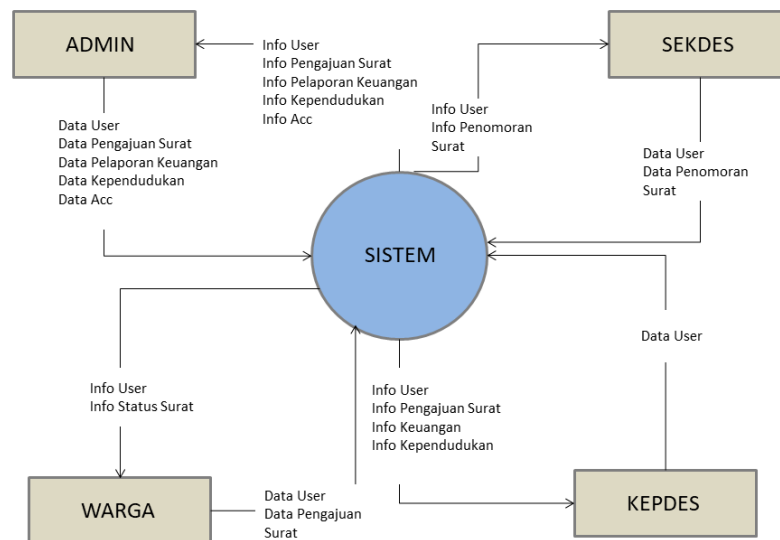 ADMIN
Info User
Info Pengajuan Surat
Info Pelaporan Keuangan
Info Kependudukan
Info Acc
SEKDES
Info User
Info Penomoran
Surat
Data User
Data Pengajuan Surat
Data Pelaporan Keuangan
Data Kependudukan
Data Acc
Data User
Data Penomoran
Surat
SISTEM
Data User
Info User
Info Status Surat
Info User
Info Pengajuan Surat
Info Keuangan
Info Kependudukan
WARGA
Data User
Data Pengajuan
Surat
KEPDES